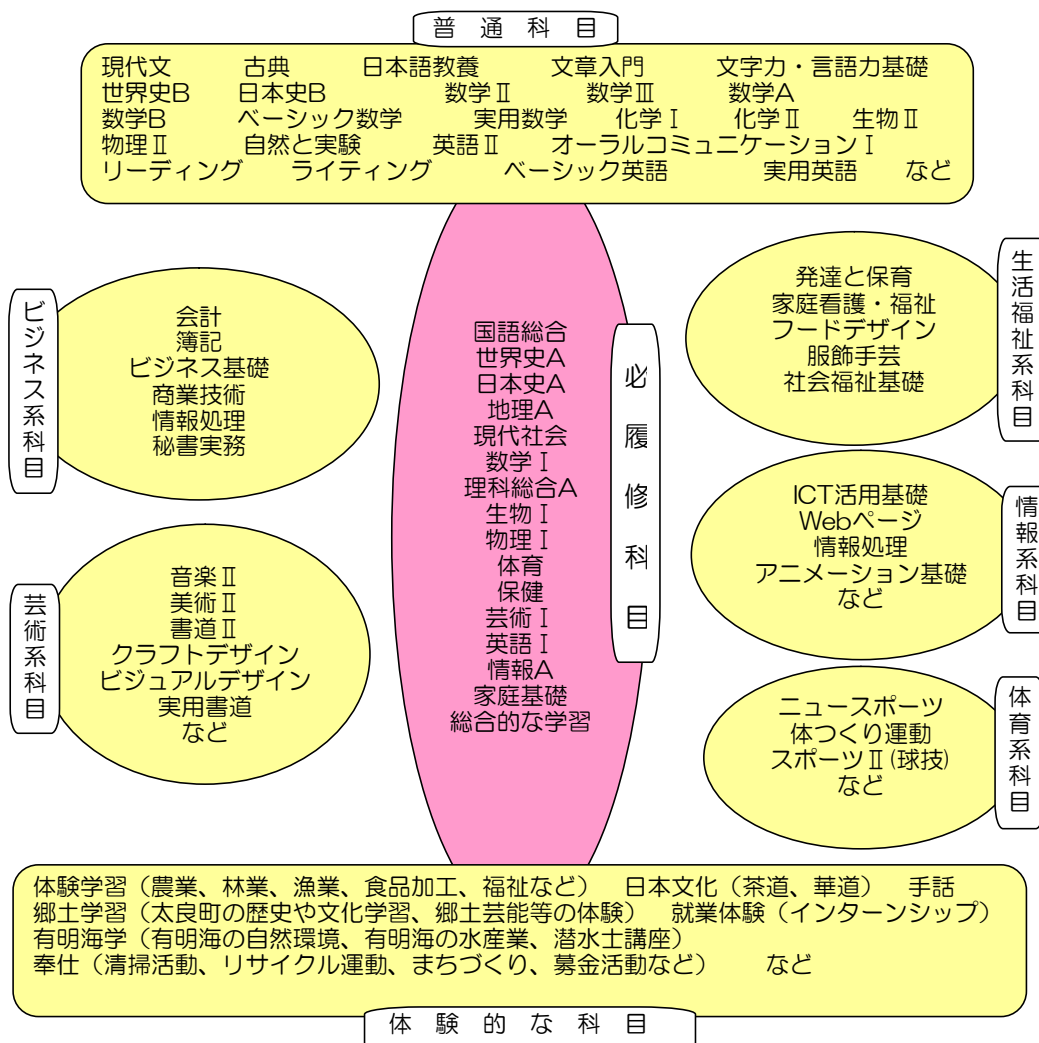 普通科目
現代文 古典 日本語教養 文章入門 文字力・言語力基礎
世界史B 日本史B 数学Ⅱ 数学Ⅲ 数学A
数学B ベーシック数学 実用数学 化学Ⅰ 化学Ⅱ 生物Ⅱ
物理Ⅱ 自然と実験 英語Ⅱ オーラルコミュニケーションⅠ
リーディング ライティング ベーシック英語 実用英語 など
ビジネス系科目
会計
簿記
ビジネス基礎
商業技術
情報処理
秘書実務
芸術系科目
音楽Ⅱ
美術Ⅱ
書道Ⅱ
クラフトデザイン
ビジュアルデザイン
実用書道
など
必履修科目
国語総合
世界史A
日本史A
地理A
現代社会
数学Ⅰ
理科総合A
生物Ⅰ
物理Ⅰ
体育
保健
芸術Ⅰ
英語Ⅰ
情報A
家庭基礎
総合的な学習
生活福祉系科目
発達と保育
家庭看護・福祉
フードデザイン
服飾手芸
社会福祉基礎
情報系科目
ICT活用基礎
Webページ
情報処理
アニメーション基礎
など
体育系科目
ニュースポーツ
体つくり運動
スポーツⅡ(球技)
など
体験学習（農業、林業、漁業、食品加工、福祉など） 日本文化（茶道、華道） 手話
郷土学習（太良町の歴史や文化学習、郷土芸能等の体験） 就業体験（インターンシップ）
有明海学（有明海の自然環境、有明海の水産業、潜水士講座）
奉仕（清掃活動、リサイクル運動、まちづくり、募金活動など） など
体験的な科目